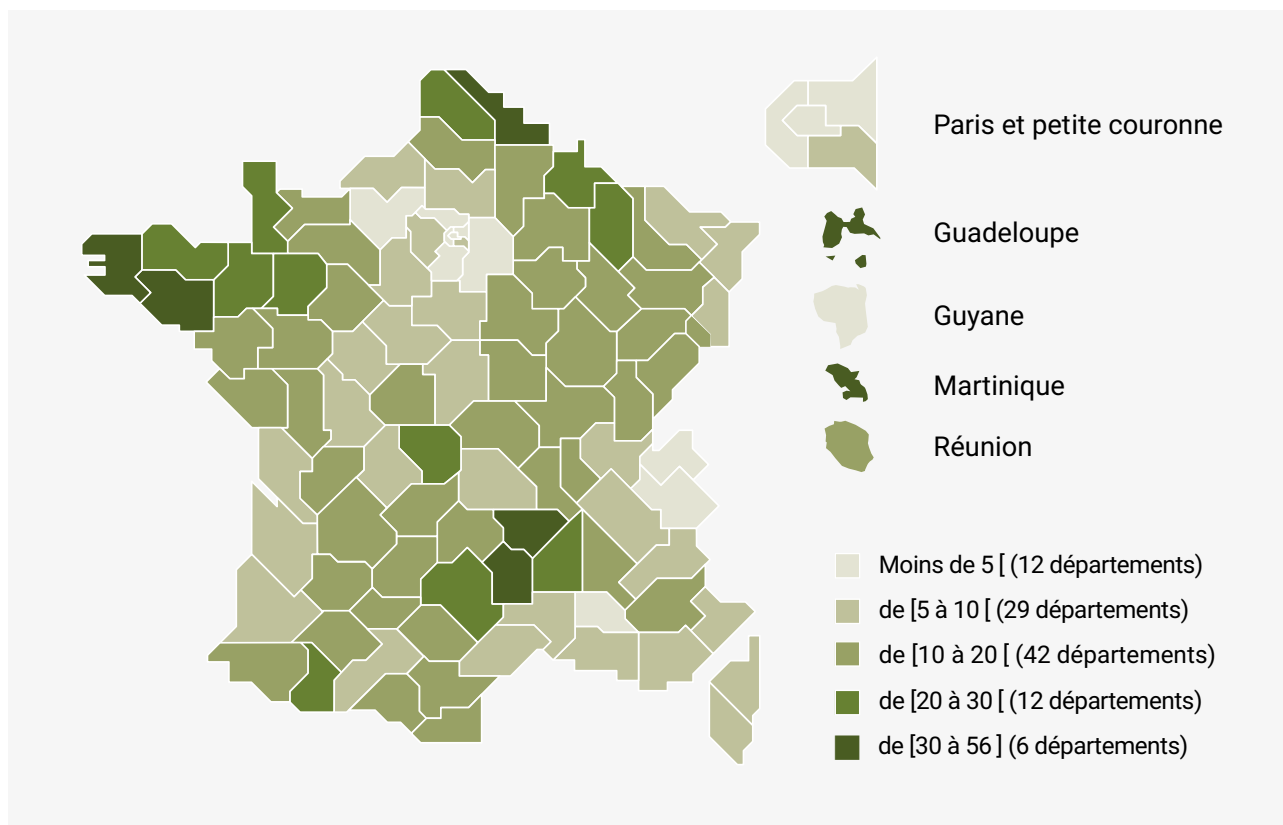 Paris et petite couronne
Guadeloupe
Guyane
Martinique
Réunion
Moins de 5 [ (12 départements)
de [5 à 10 [ (29 départements)
de [10 à 20 [ (42 départements)
de [20 à 30 [ (12 départements)
de [30 à 56 ] (6 départements)